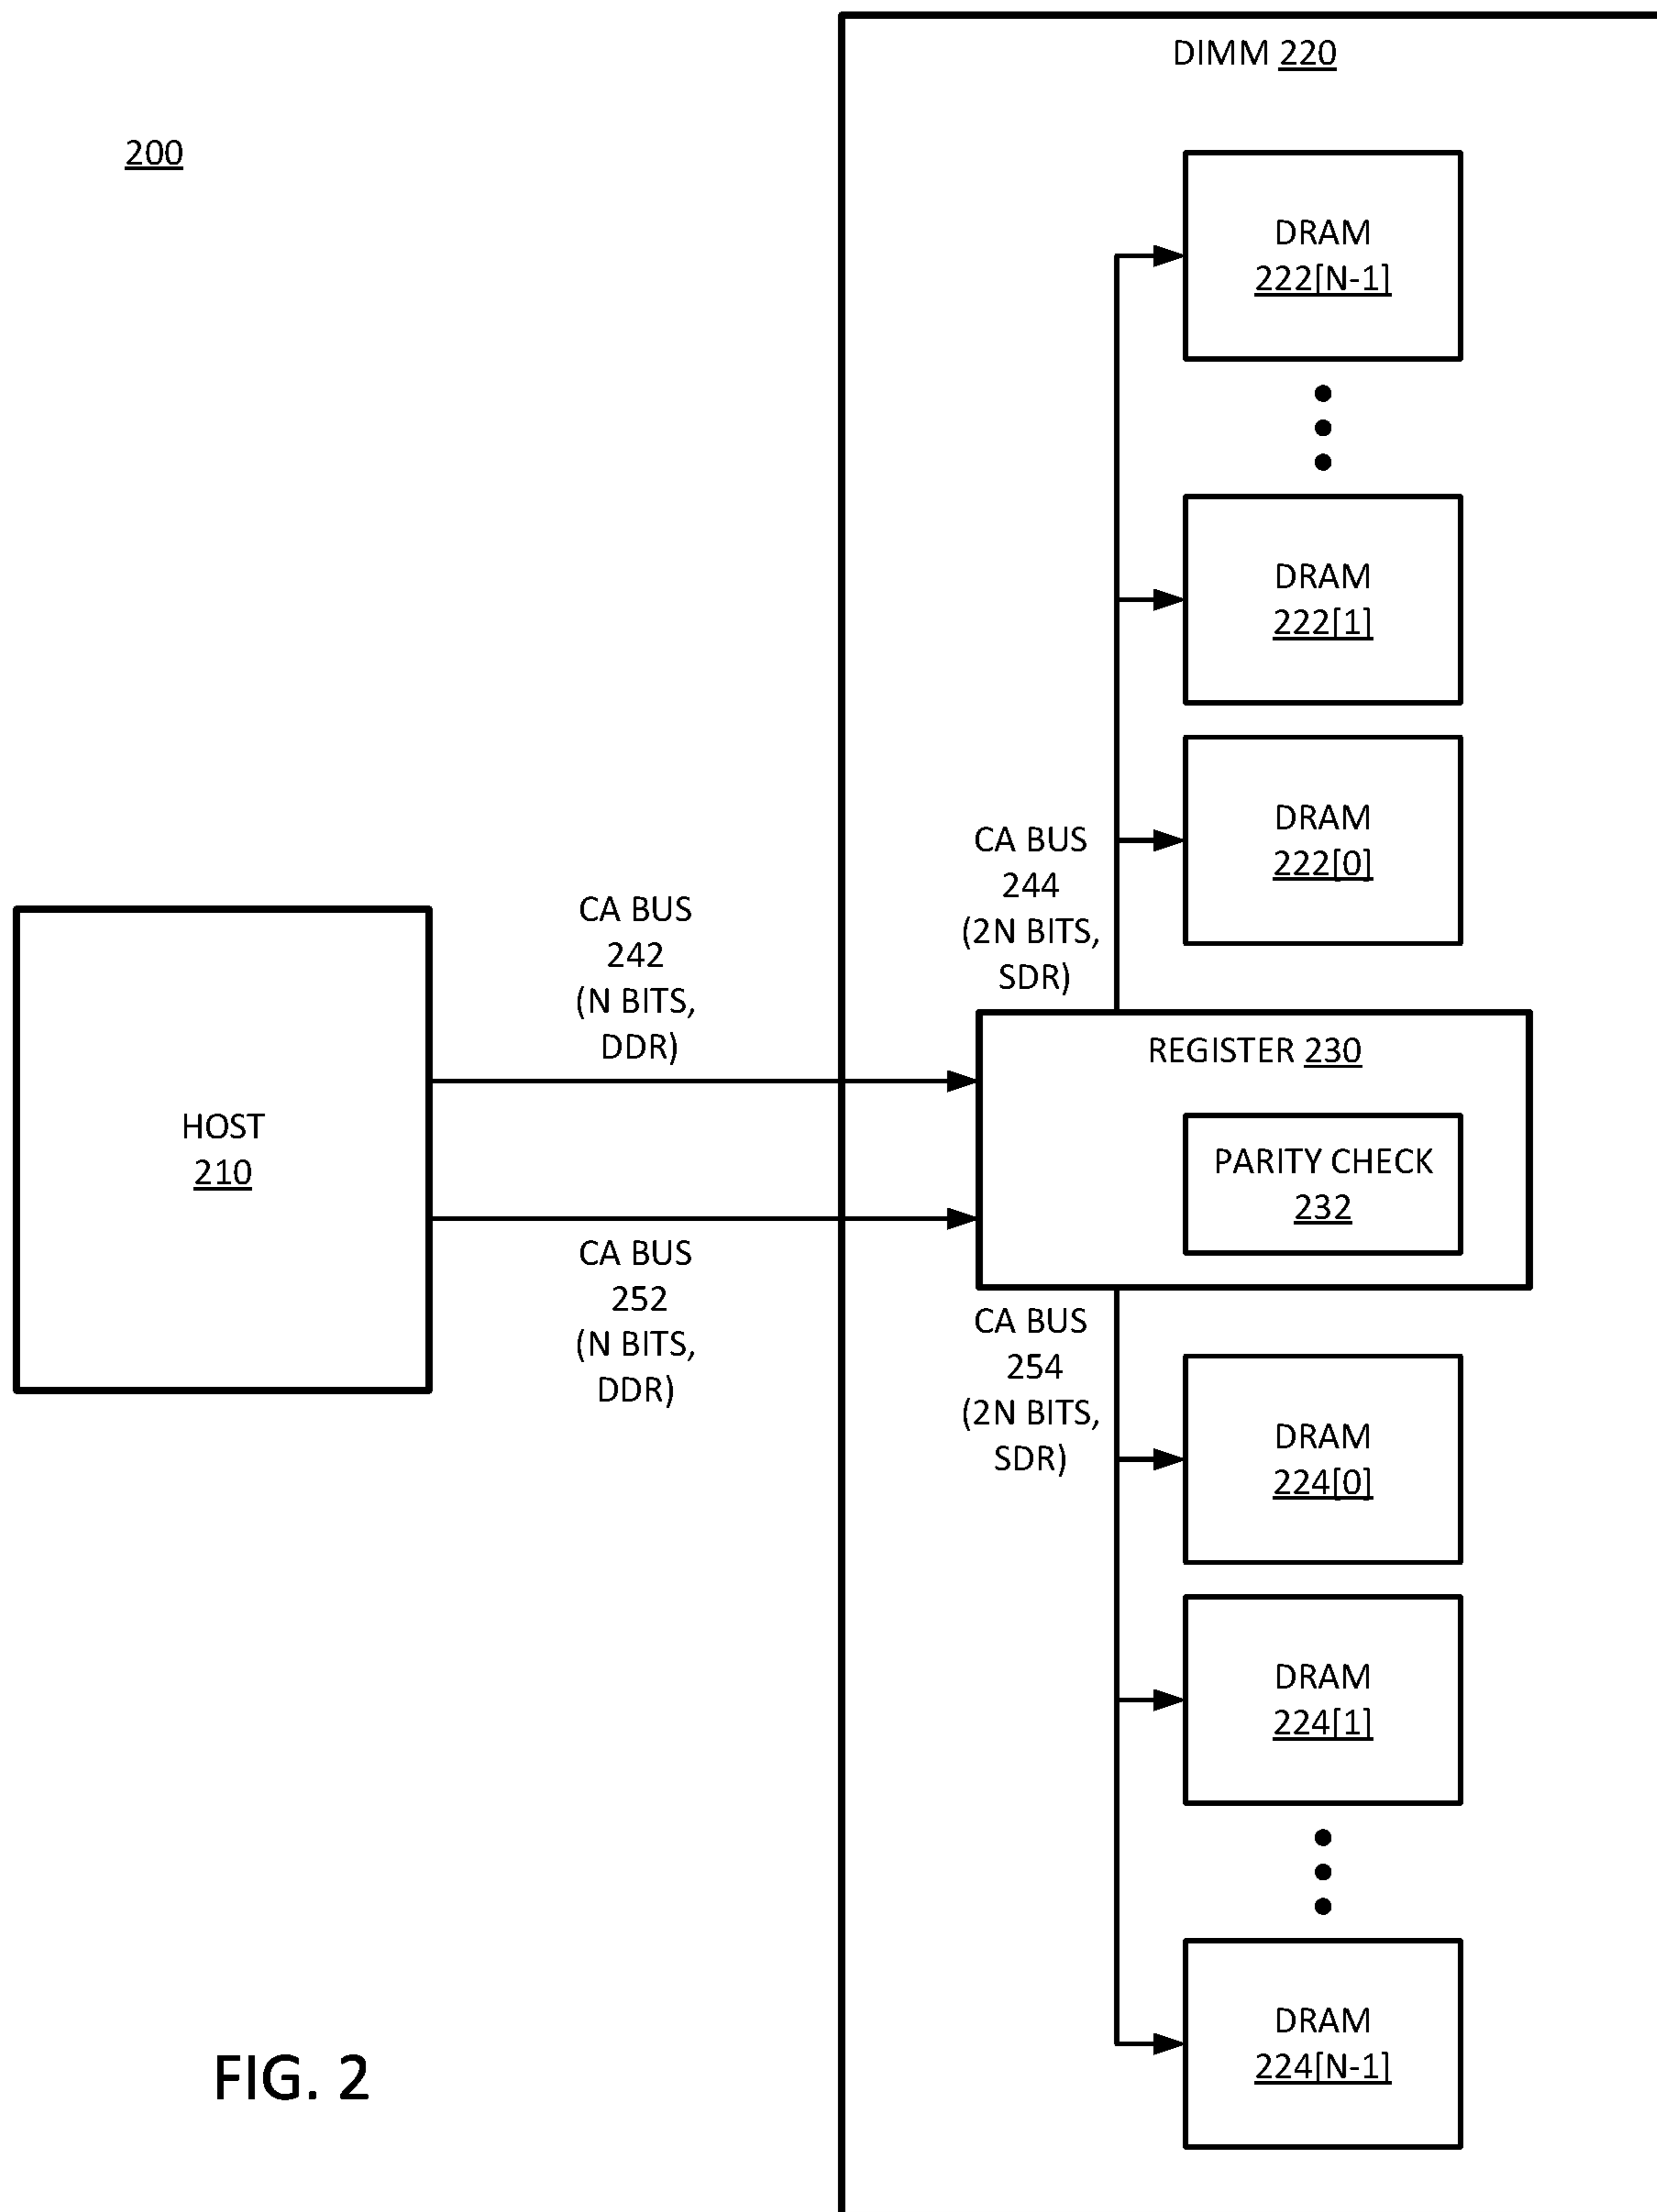 DIMM 220
200
DRAM
222[N-1]
DRAM
222[1]
DRAM
222[0]
CA BUS
244
(2N BITS,
SDR)
CA BUS
242
(N BITS,
DDR)
HOST
210
REGISTER 230
PARITY CHECK
232
CA BUS
252
(N BITS,
DDR)
CA BUS
254
(2N BITS,
SDR)
DRAM
224[0]
DRAM
224[1]
DRAM
224[N-1]
FIG. 2